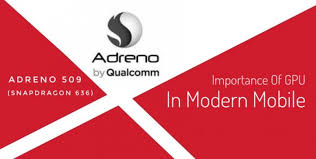 Adreno
by Qualcomm
ADRENO 509
(SNAPDRAGON 636)
Importance Of GPU
In Modern Mobile